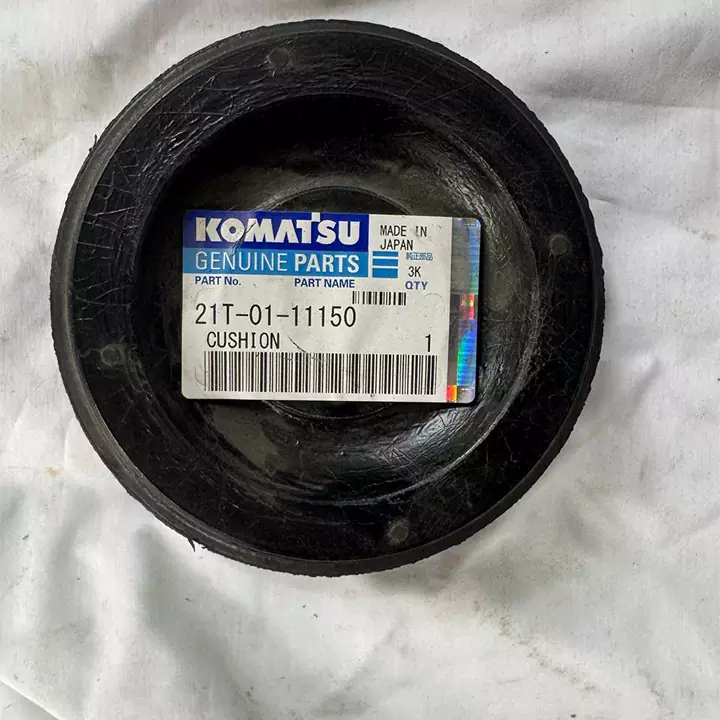 KOMATSU
MADE IN
JAPAN
GENUINE PARTS
純正部品
3K
PART No.
PART NAME
QTY
21T-01-11150
CUSHION
1